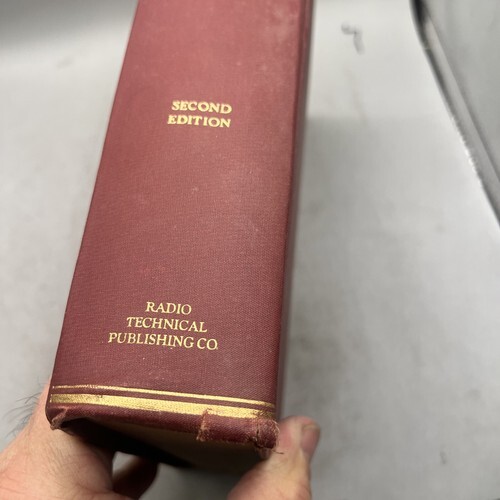 SECOND
EDITION
RADIO
TECHNICAL
PUBLISHING CO.